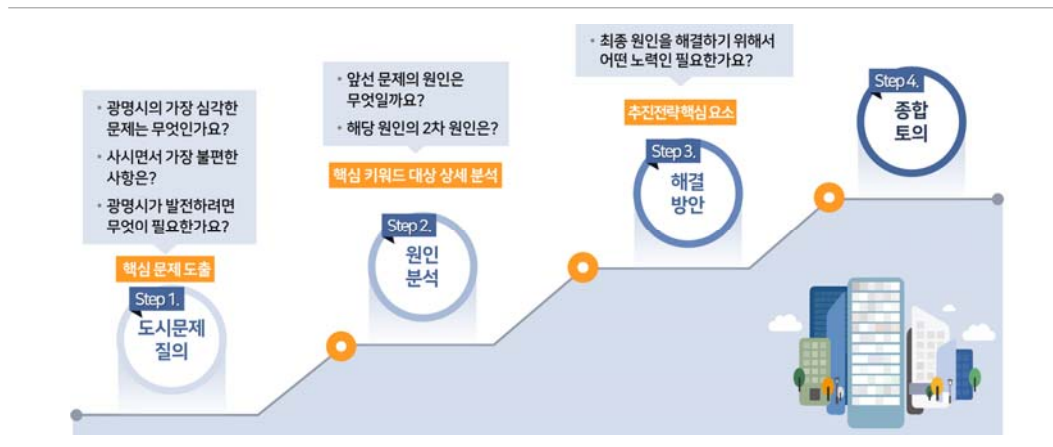 • 광명시의 가장 심각한
문제는 무엇인가요?
• 사시면서 가장 불편한
사항은?
• 광명시가 발전하려면
무엇이 필요한가요?
핵심 문제 도출
Step 1.
도시문제
질의
• 앞선 문제의 원인은
무엇일까요?
• 해당 원인의 2차 원인은?
핵심 키워드 대상 상세 분석
Step 2.
원인
분석
• 최종 원인을 해결하기 위해서
어떤 노력인 필요한가요?
추진전략 핵심 요소
Step 3.
해결
방안
Step 4.
종합
토의